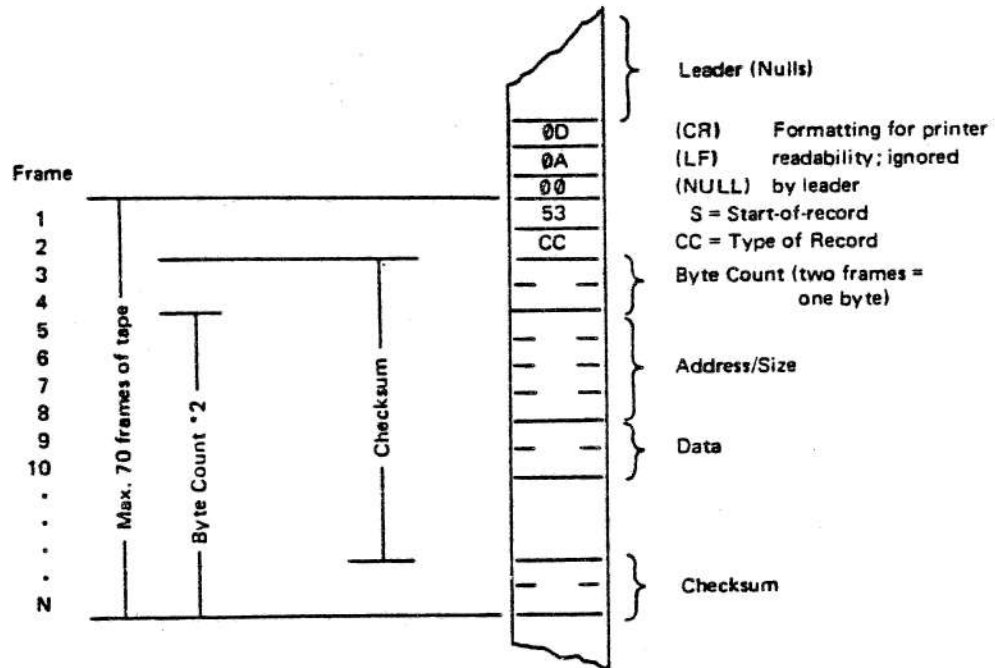 Leader (Nulls)
0D (CR) Formatting for printer
0A (LF) readability; ignored
00 (NULL) by leader
Frame
1 53 S = Start-of-record
2 CC CC = Type of Record
3 Byte Count (two frames =
4 one byte)
5
6 Address/Size
7
8
9 Data
10
.
.
.
.
N
Max. 70 frames of tape
Byte Count *2
Checksum
Checksum